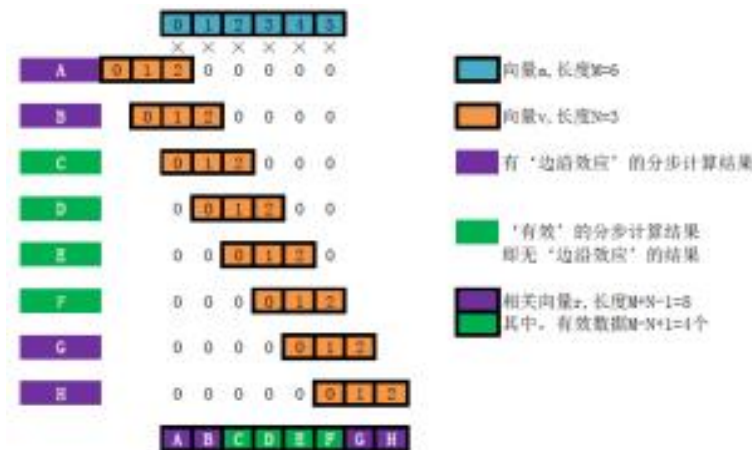 0 1 2 3 4 5
× × × × × ×
A 0 1 2 0 0 0 0 0
向量a,长度M=6
B 0 1 2 0 0 0 0
向量v,长度N=3
C 0 1 2 0 0 0
有‘边沿效应’的分步计算结果
D 0 0 1 2 0 0
‘有效’的分步计算结果
即无‘边沿效应’的结果
E 0 0 0 1 2 0
F 0 0 0 0 1 2
相关向量r,长度M+N-1=8
其中,有效数据M-N+1=4个
G 0 0 0 0 0 1 2
H 0 0 0 0 0 0 1 2
A B C D E F G H